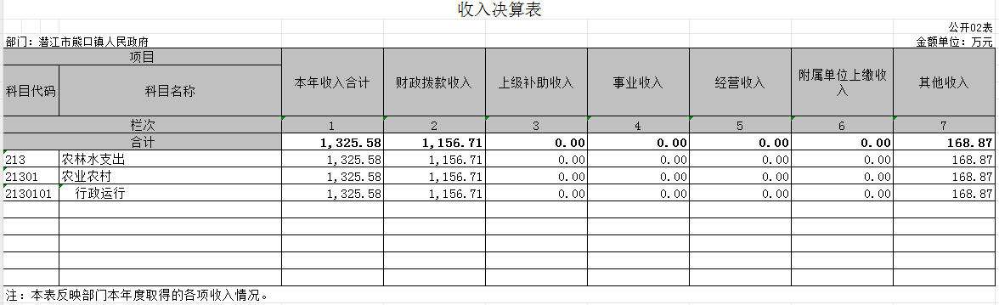 收入决算表
公开02表
部门：潜江市熊口镇人民政府 金额单位：万元
项目 本年收入合计 财政拨款收入 上级补助收入 事业收入 经营收入 附属单位上缴收入 其他收入
科目代码 科目名称
栏次 1 2 3 4 5 6 7
合计 1,325.58 1,156.71 0.00 0.00 0.00 0.00 168.87
213 农林水支出 1,325.58 1,156.71 0.00 0.00 0.00 0.00 168.87
21301 农业农村 1,325.58 1,156.71 0.00 0.00 0.00 0.00 168.87
2130101 行政运行 1,325.58 1,156.71 0.00 0.00 0.00 0.00 168.87
注：本表反映部门本年度取得的各项收入情况。